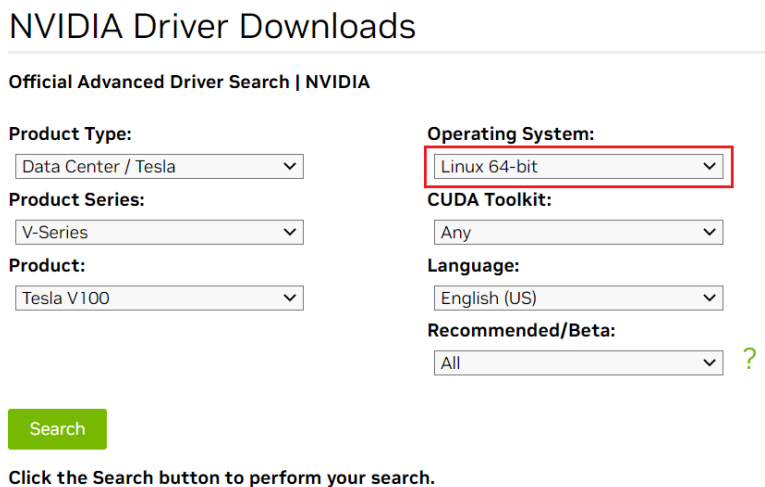 NVIDIA Driver Downloads
Official Advanced Driver Search | NVIDIA
Product Type:
Data Center / Tesla
Product Series:
V-Series
Product:
Tesla V100
Operating System:
Linux 64-bit
CUDA Toolkit:
Any
Language:
English (US)
Recommended/Beta:
All
?
Search
Click the Search button to perform your search.